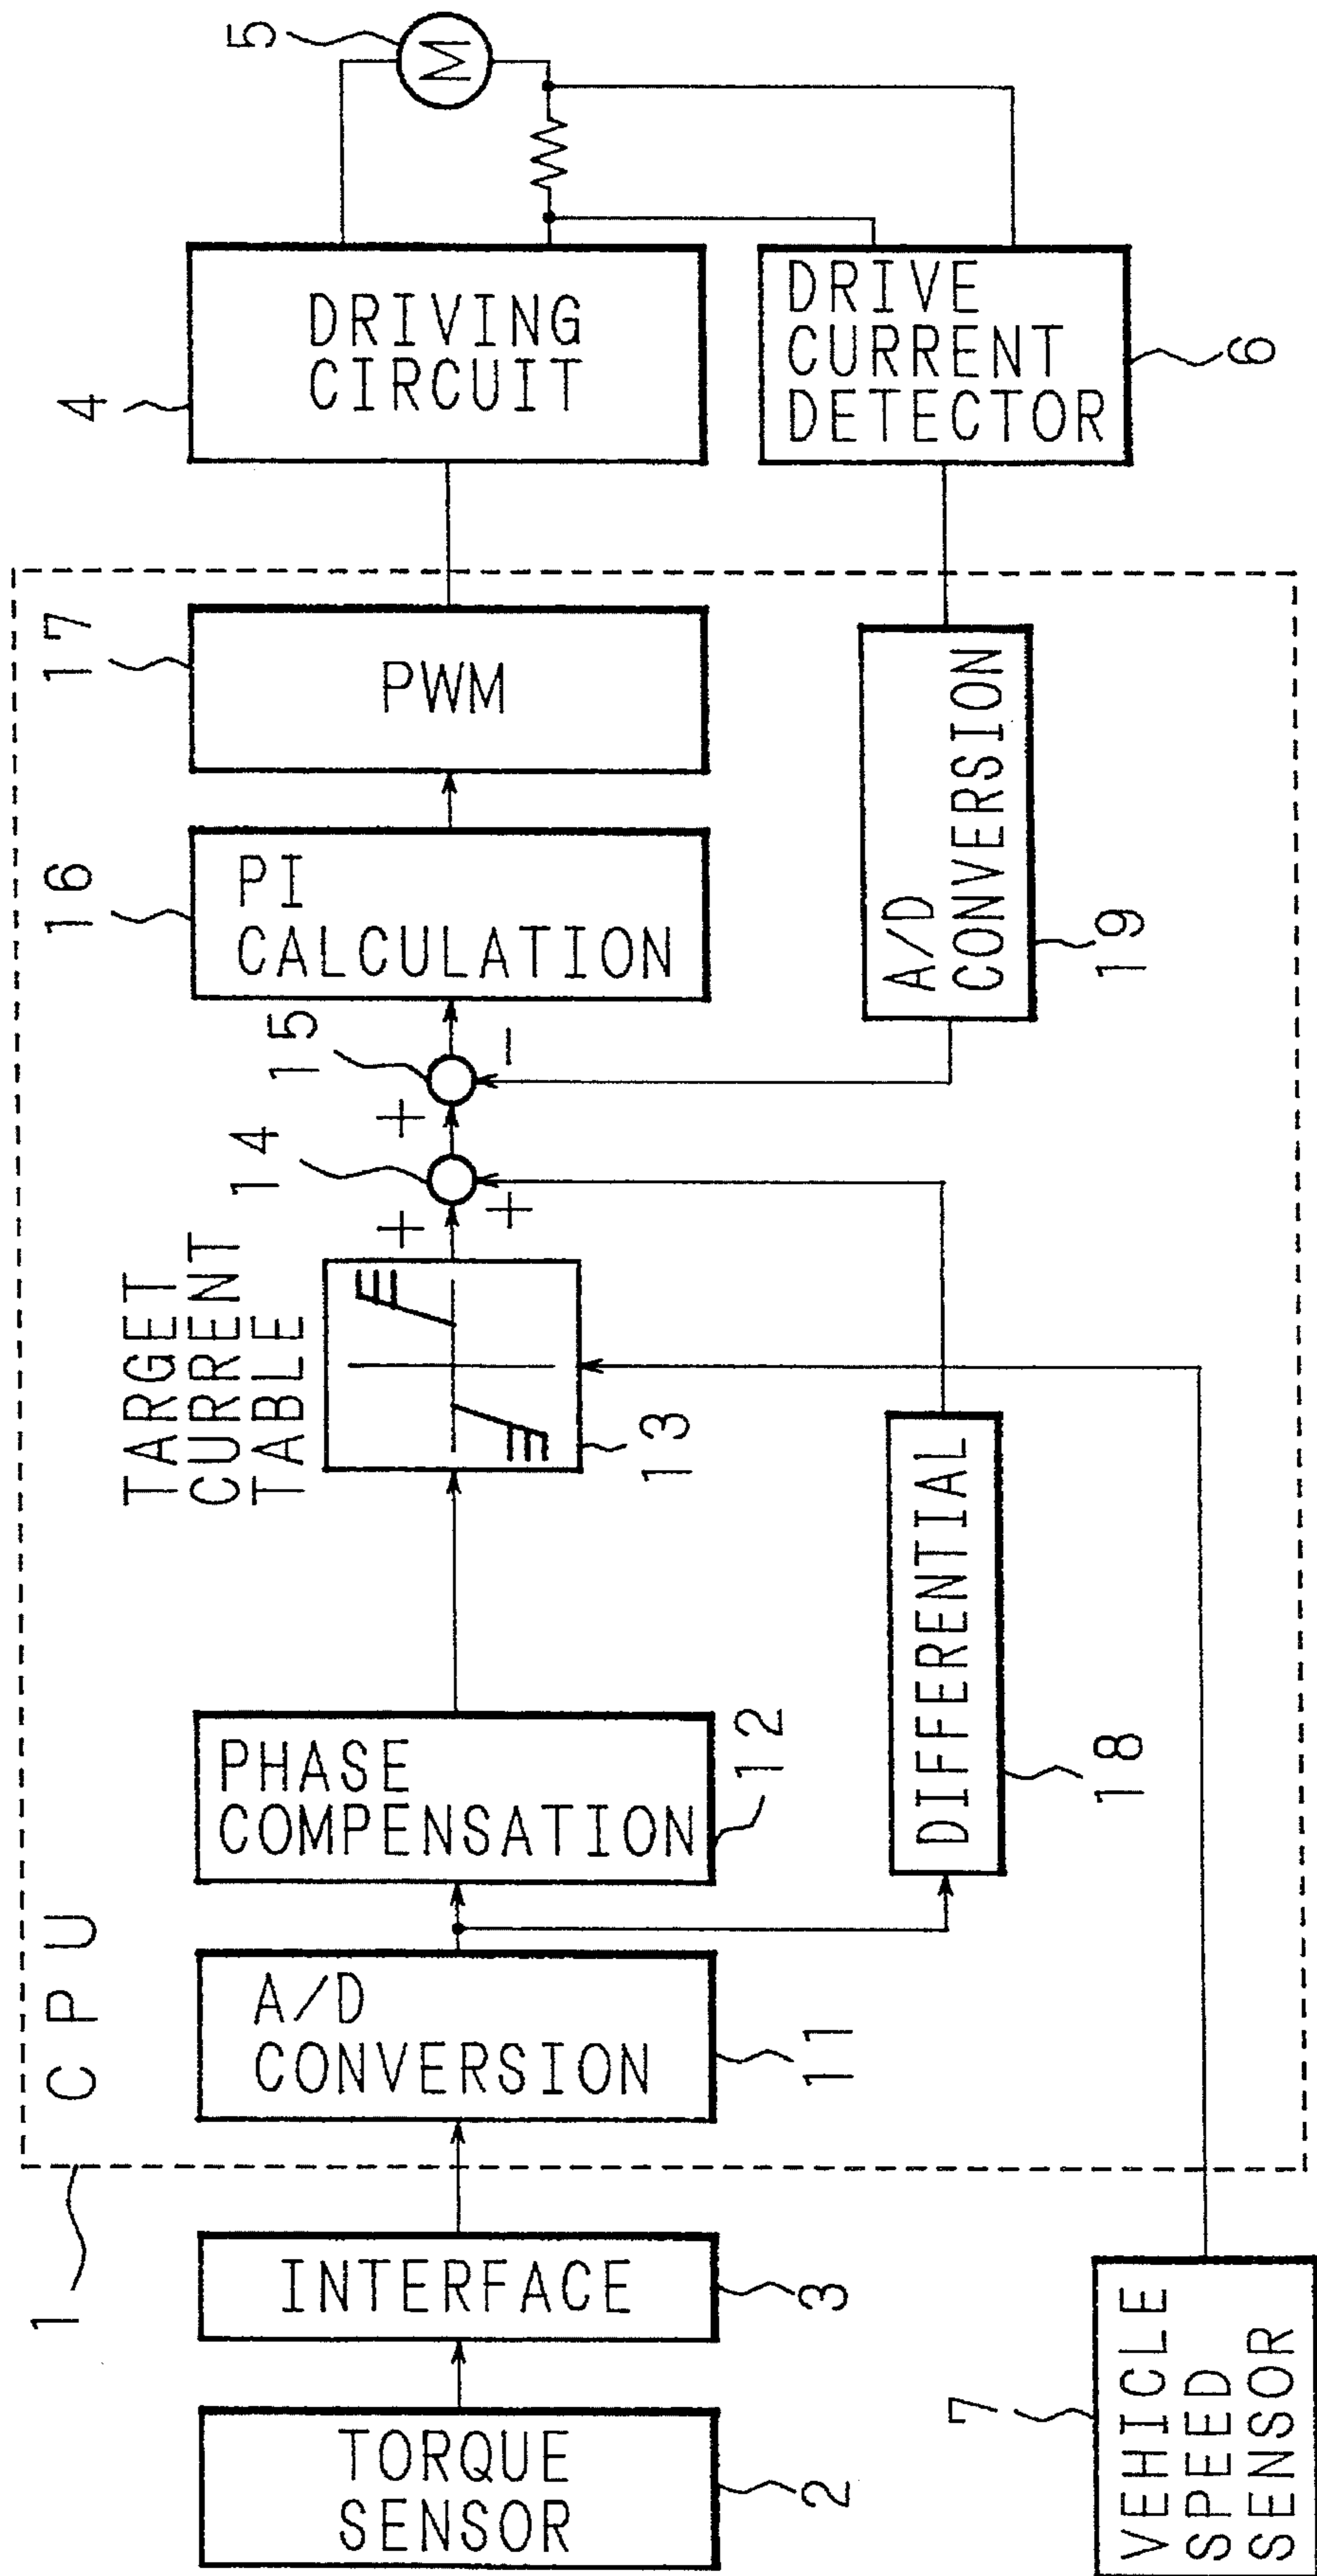 1
CPU
TARGET
CURRENT
TABLE
14
15
16
17
4
5
TORQUE
SENSOR
2
INTERFACE
3
A/D
CONVERSION
11
PHASE
COMPENSATION
12
13
+
+
+
−
PI
CALCULATION
PWM
DRIVING
CIRCUIT
M
DIFFERENTIAL
18
A/D
CONVERSION
19
DRIVE
CURRENT
DETECTOR
6
7
VEHICLE
SPEED
SENSOR